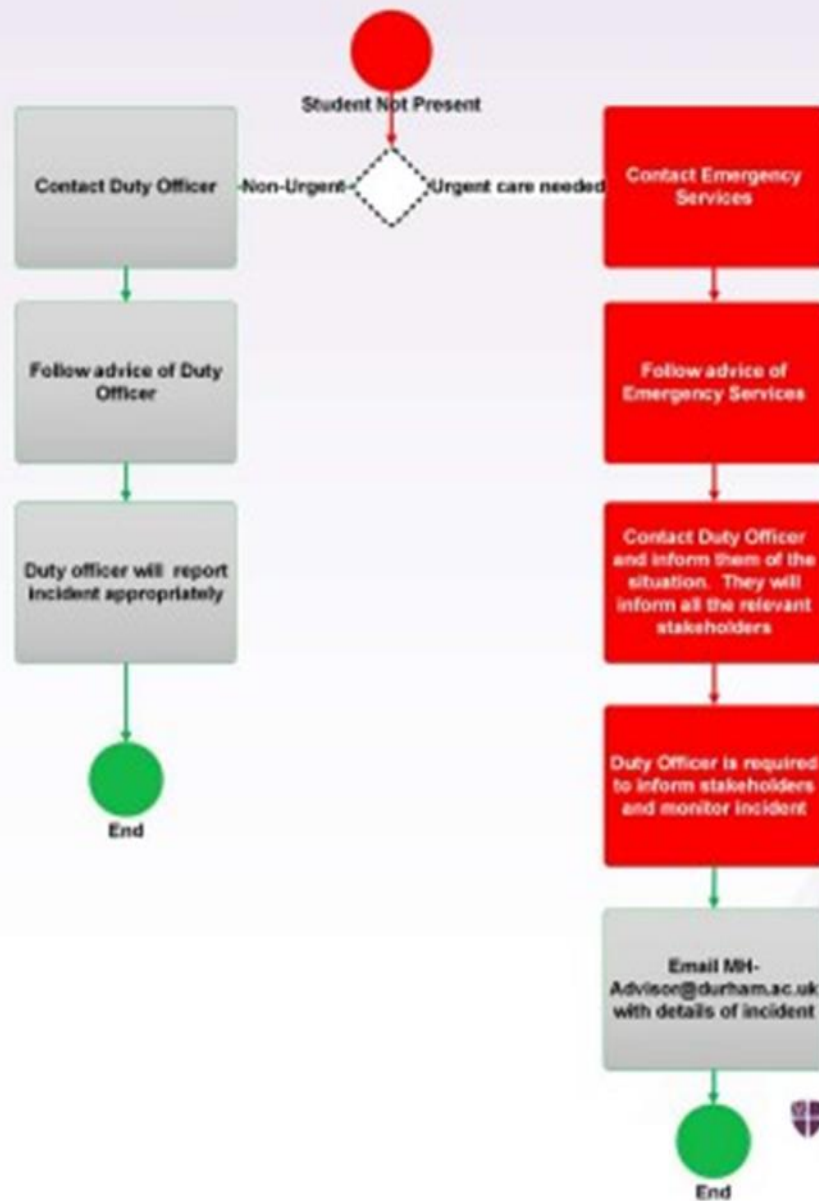 Student Not Present
Contact Duty Officer
Non-Urgent
Urgent care needed
Contact Emergency
Services
Follow advice of Duty
Officer
Follow advice of
Emergency Services
Duty officer will report
incident appropriately
Contact Duty Officer
and inform them of the
situation. They will
inform all the relevant
stakeholders
Duty Officer is required
to inform stakeholders
and monitor incident
End
Email MH-
Advisor@durham.ac.uk
with details of incident
End